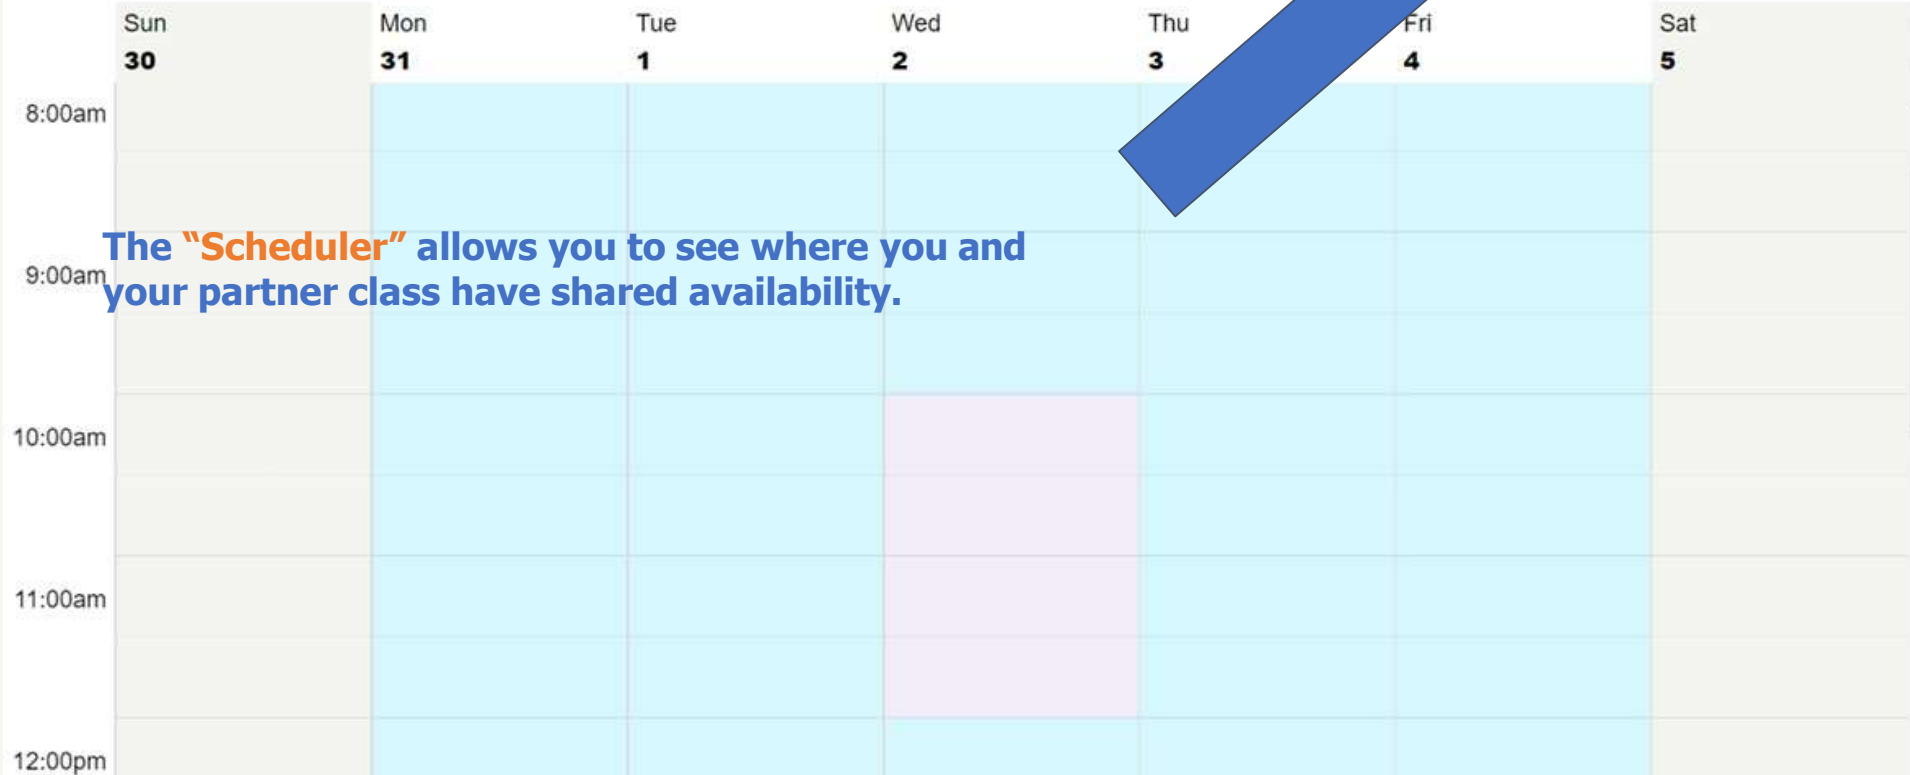 Sun Mon Tue Wed Thu Fri Sat
30 31 1 2 3 4 5
8:00am
The “Scheduler” allows you to see where you and
9:00am
your partner class have shared availability.
10:00am
11:00am
12:00pm